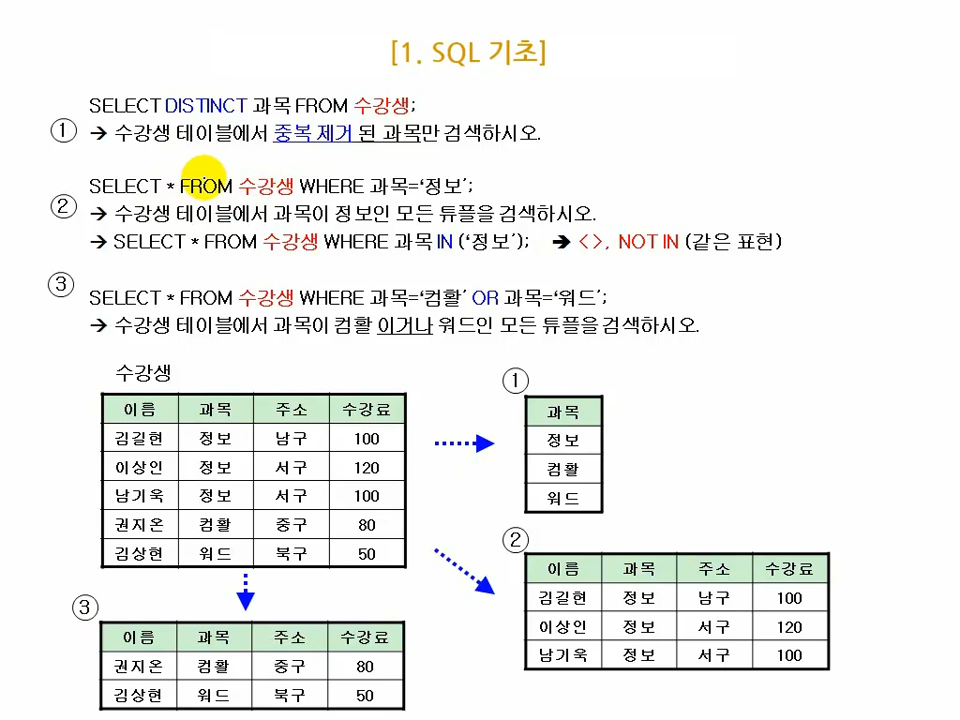 [1. SQL 기초]
SELECT DISTINCT 과목 FROM 수강생;
① → 수강생 테이블에서 중복 제거 된 과목만 검색하시오.
SELECT * FROM 수강생 WHERE 과목=‘정보’;
② → 수강생 테이블에서 과목이 정보인 모든 튜플을 검색하시오.
→ SELECT * FROM 수강생 WHERE 과목 IN (‘정보’); → <>, NOT IN (같은 표현)
③ SELECT * FROM 수강생 WHERE 과목=‘컴활’ OR 과목=‘워드’;
→ 수강생 테이블에서 과목이 컴활 이거나 워드인 모든 튜플을 검색하시오.
수강생
이름 과목 주소 수강료
김길현 정보 남구 100
이상인 정보 서구 120
남기욱 정보 서구 100
권지온 컴활 중구 80
김상현 워드 북구 50
①
과목
정보
컴활
워드
②
이름 과목 주소 수강료
김길현 정보 남구 100
이상인 정보 서구 120
남기욱 정보 서구 100
③
이름 과목 주소 수강료
권지온 컴활 중구 80
김상현 워드 북구 50